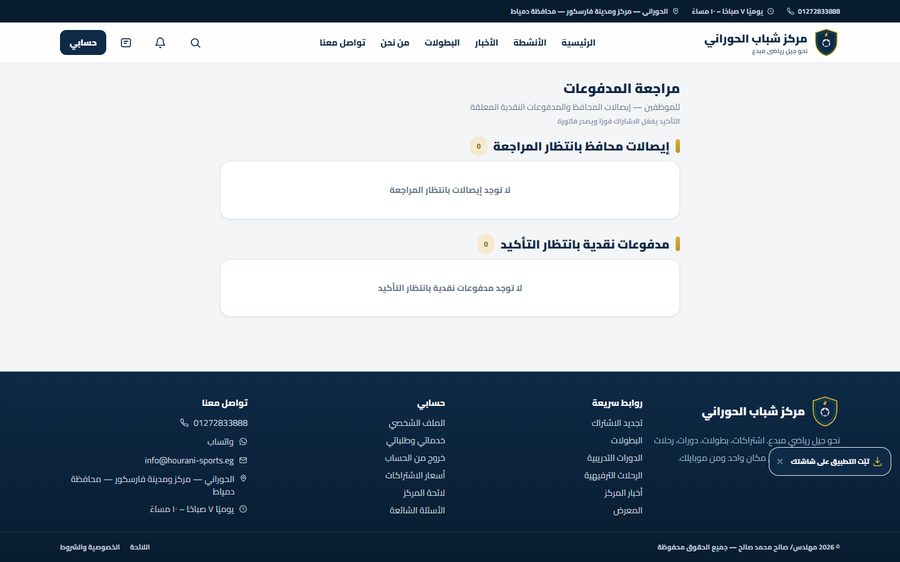 01272833888
يوميًا ٧ صباحًا – ١٠ مساءً
الحوراني — مركز ومدينة فارسكور — محافظة دمياط
مركز شباب الحوراني
نحو جيل رياضي مبدع
الرئيسية
الأنشطة
الأخبار
البطولات
من نحن
تواصل معنا
حسابي
مراجعة المدفوعات
للموظفين — إيصالات المحافظ والمدفوعات النقدية المعلقة
التأكيد يفعّل الاشتراك فورًا ويصدر فاتورة
إيصالات محافظ بانتظار المراجعة 0
لا توجد إيصالات بانتظار المراجعة
مدفوعات نقدية بانتظار التأكيد 0
لا توجد مدفوعات نقدية بانتظار التأكيد
مركز شباب الحوراني
نحو جيل رياضي مبدع. اشتراكات، بطولات، دورات، رحلات
مكان واحد ومن موبايلك.
ثبّت التطبيق على شاشتك
روابط سريعة
تجديد الاشتراك
البطولات
الدورات التدريبية
الرحلات الترفيهية
أخبار المركز
المعرض
حسابي
الملف الشخصي
خدماتي وطلباتي
خروج من الحساب
أسعار الاشتراكات
لائحة المركز
الأسئلة الشائعة
تواصل معنا
01272833888
واتساب
info@hourani-sports.eg
الحوراني — مركز ومدينة فارسكور — محافظة
دمياط
يوميًا ٧ صباحًا – ١٠ مساءً
© 2026 مهندس/ صالح محمد صالح — جميع الحقوق محفوظة
اللائحة
الخصوصية والشروط